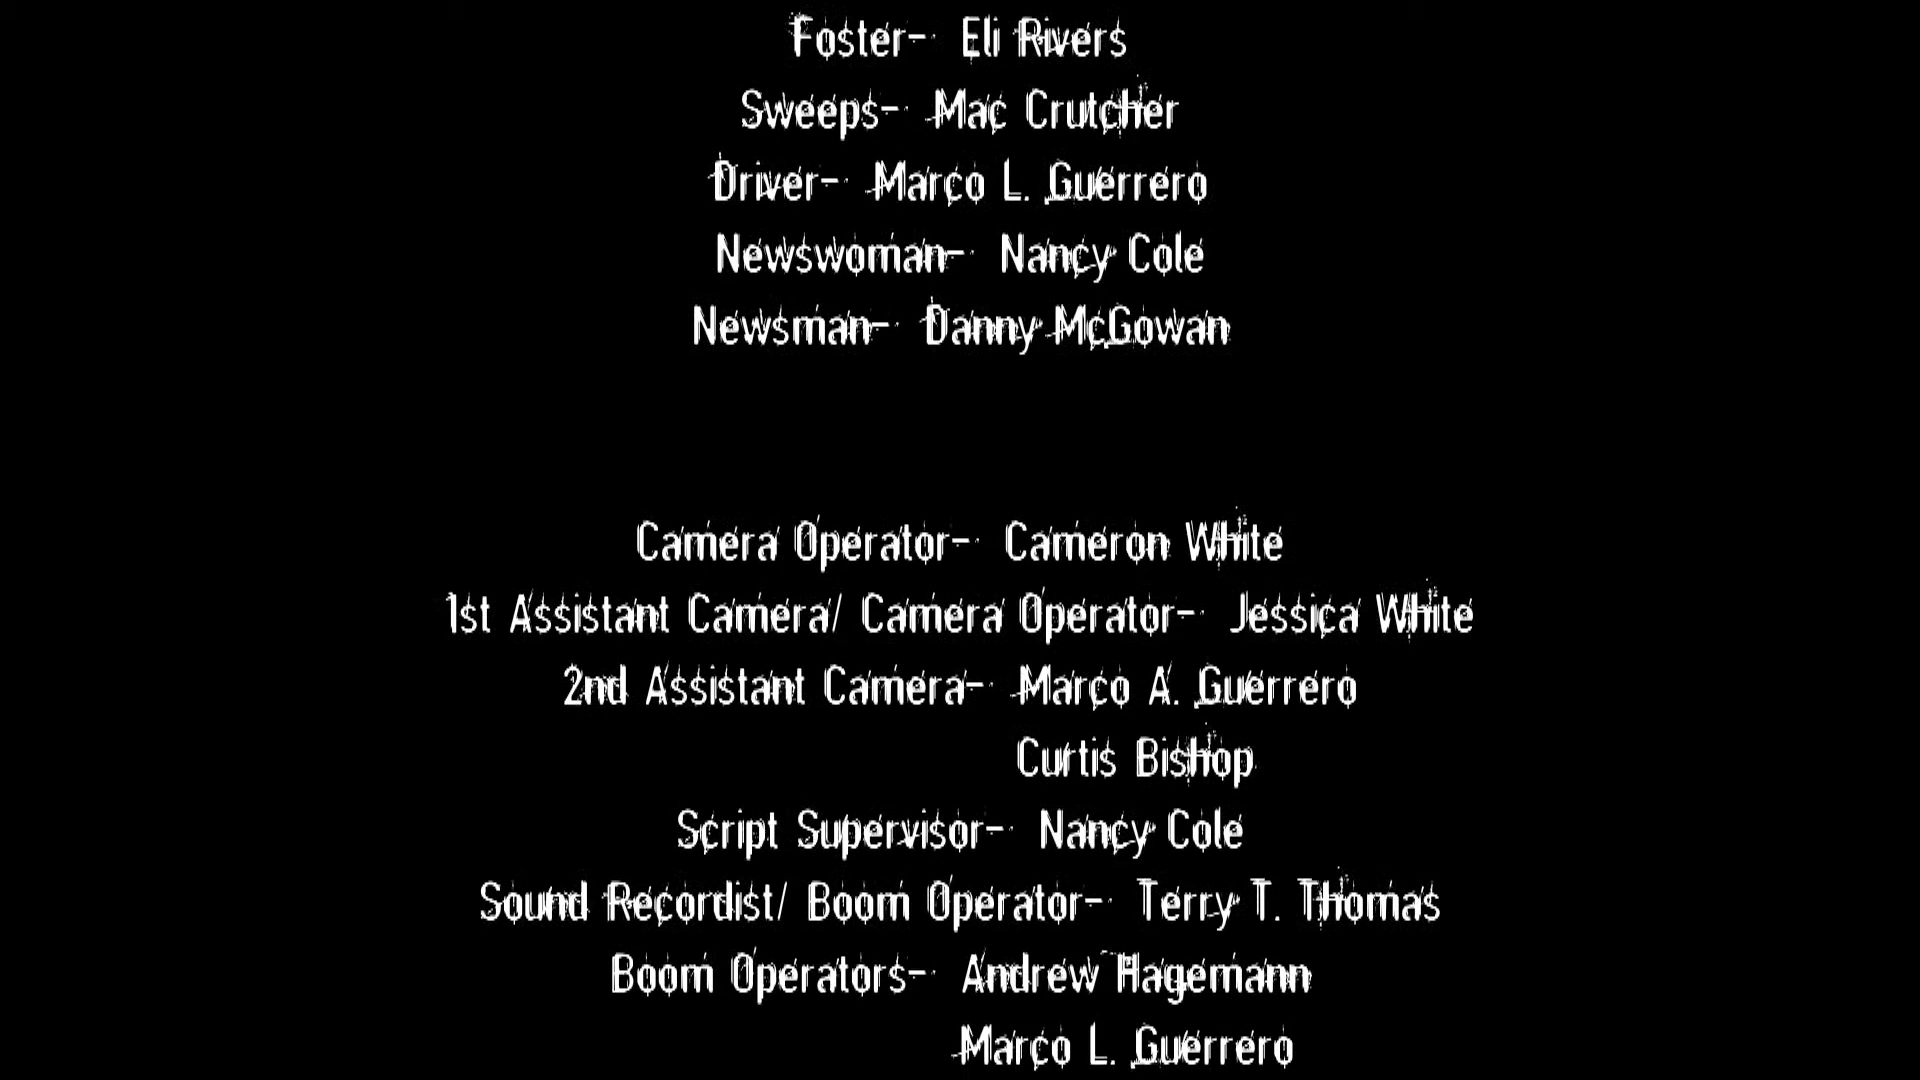 Foster- Eli Rivers
Sweeps- Mac Crutcher
Driver- Marco L. Guerrero
Newswoman- Nancy Cole
Newsman- Danny McGowan
Camera Operator- Cameron White
1st Assistant Camera/ Camera Operator- Jessica White
2nd Assistant Camera- Marco A. Guerrero
Curtis Bishop
Script Supervisor- Nancy Cole
Sound Recordist/ Boom Operator- Terry T. Thomas
Boom Operators- Andrew Hagemann
Marco L. Guerrero